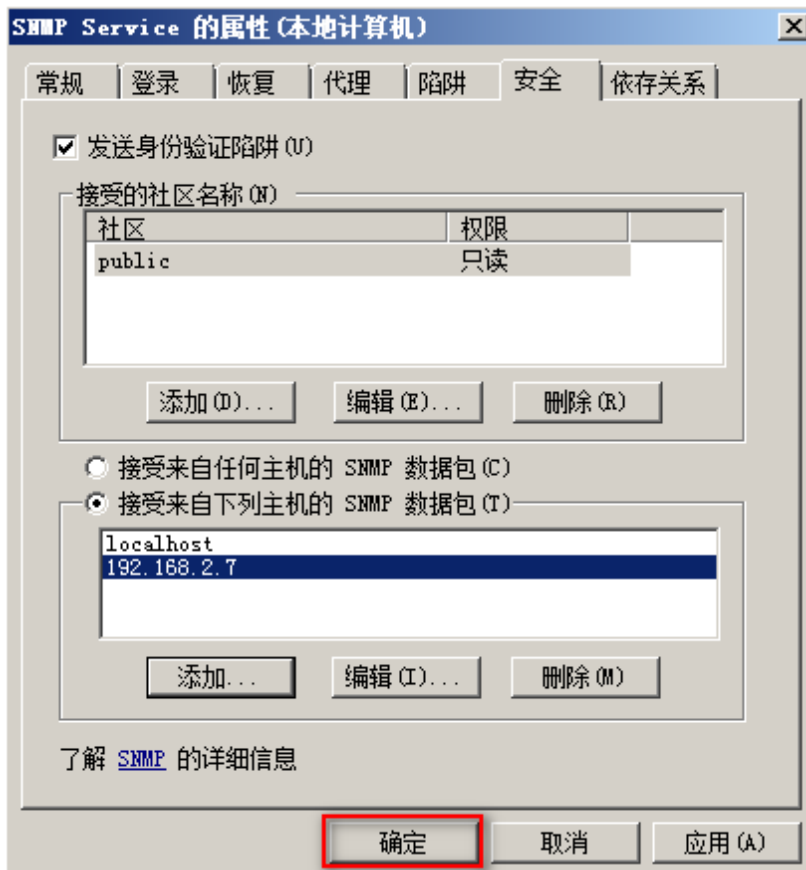 SNMP Service 的属性(本地计算机)
常规 登录 恢复 代理 陷阱 安全 依存关系
发送身份验证陷阱(U)
接受的社区名称(N)
社区 权限
public 只读
添加(D)... 编辑(E)... 删除(R)
接受来自任何主机的 SNMP 数据包(C)
接受来自下列主机的 SNMP 数据包(T)
localhost
192.168.2.7
添加... 编辑(I)... 删除(M)
了解 SNMP 的详细信息
确定 取消 应用(A)